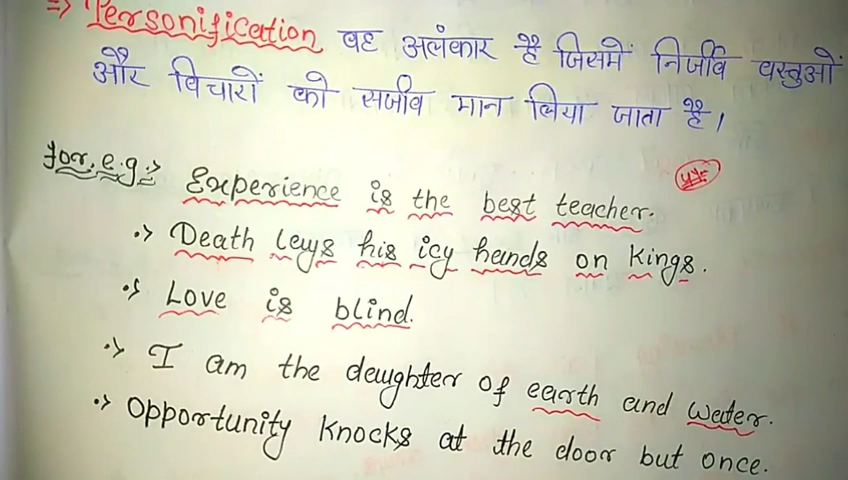 => Personification वह अलंकार है जिसमें निर्जीव वस्तुओं
और विचारों को सजीव मान लिया जाता है।
for, e.g:> Experience is the best teacher.
.> Death leys his icy hands on kings.
.> Love is blind.
.> I am the daughter of earth and water.
.> Opportunity knocks at the door but once.